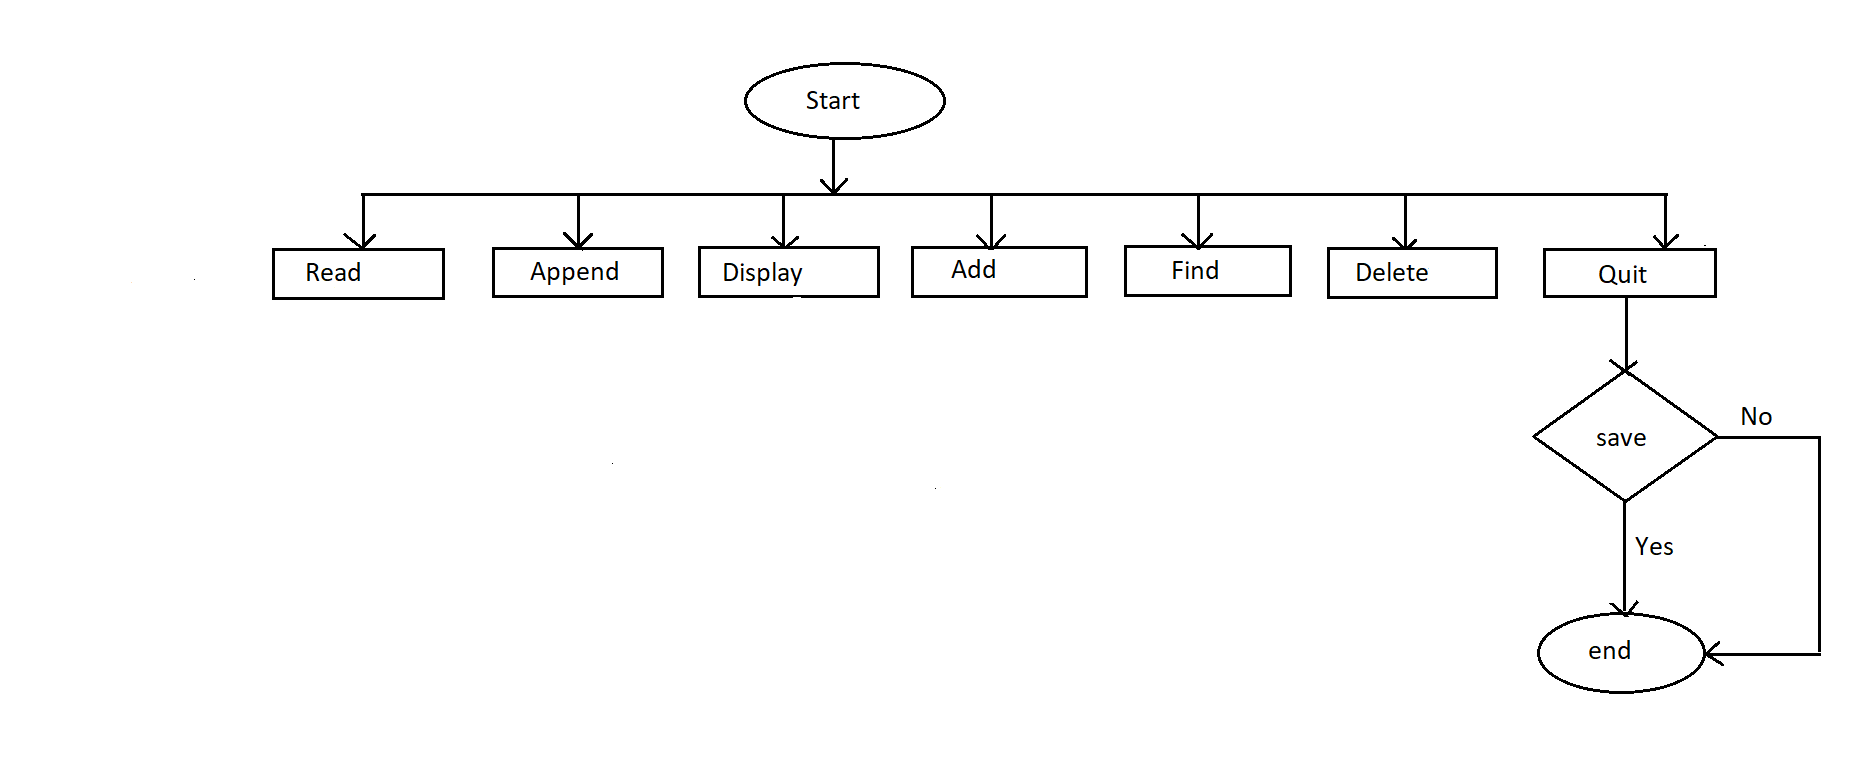 Start
Read
Append
Display
Add
Find
Delete
Quit
save
No
Yes
end